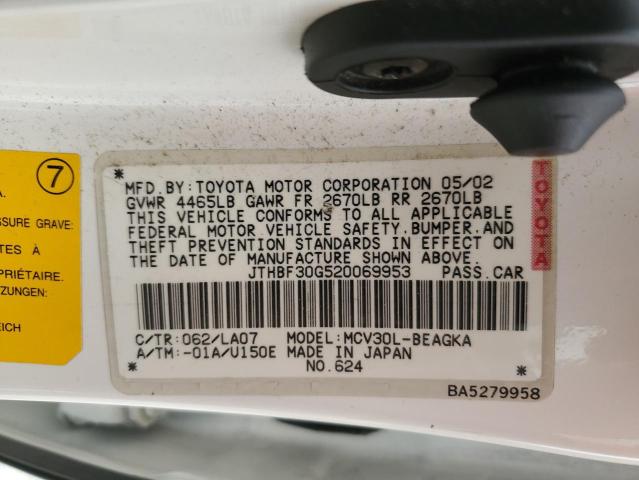 7
A.
SSURE GRAVE:
TES À
PRIÉTAIRE.
TZUNGEN:
REICH
MFD.BY:TOYOTA MOTOR CORPORATION 05/02
GVWR 4465LB GAWR FR 2670LB RR 2670LB
THIS VEHICLE CONFORMS TO ALL APPLICABLE
FEDERAL MOTOR VEHICLE SAFETY,BUMPER,AND
THEFT PREVENTION STANDARDS IN EFFECT ON
THE DATE OF MANUFACTURE SHOWN ABOVE.
JTHBF30G520069953 PASS.CAR
C/TR:062/LA07 MODEL:MCV30L-BEAGKA
A/TM:-01A/U150E MADE IN JAPAN
NO.624
BA5279958
TOYOTA